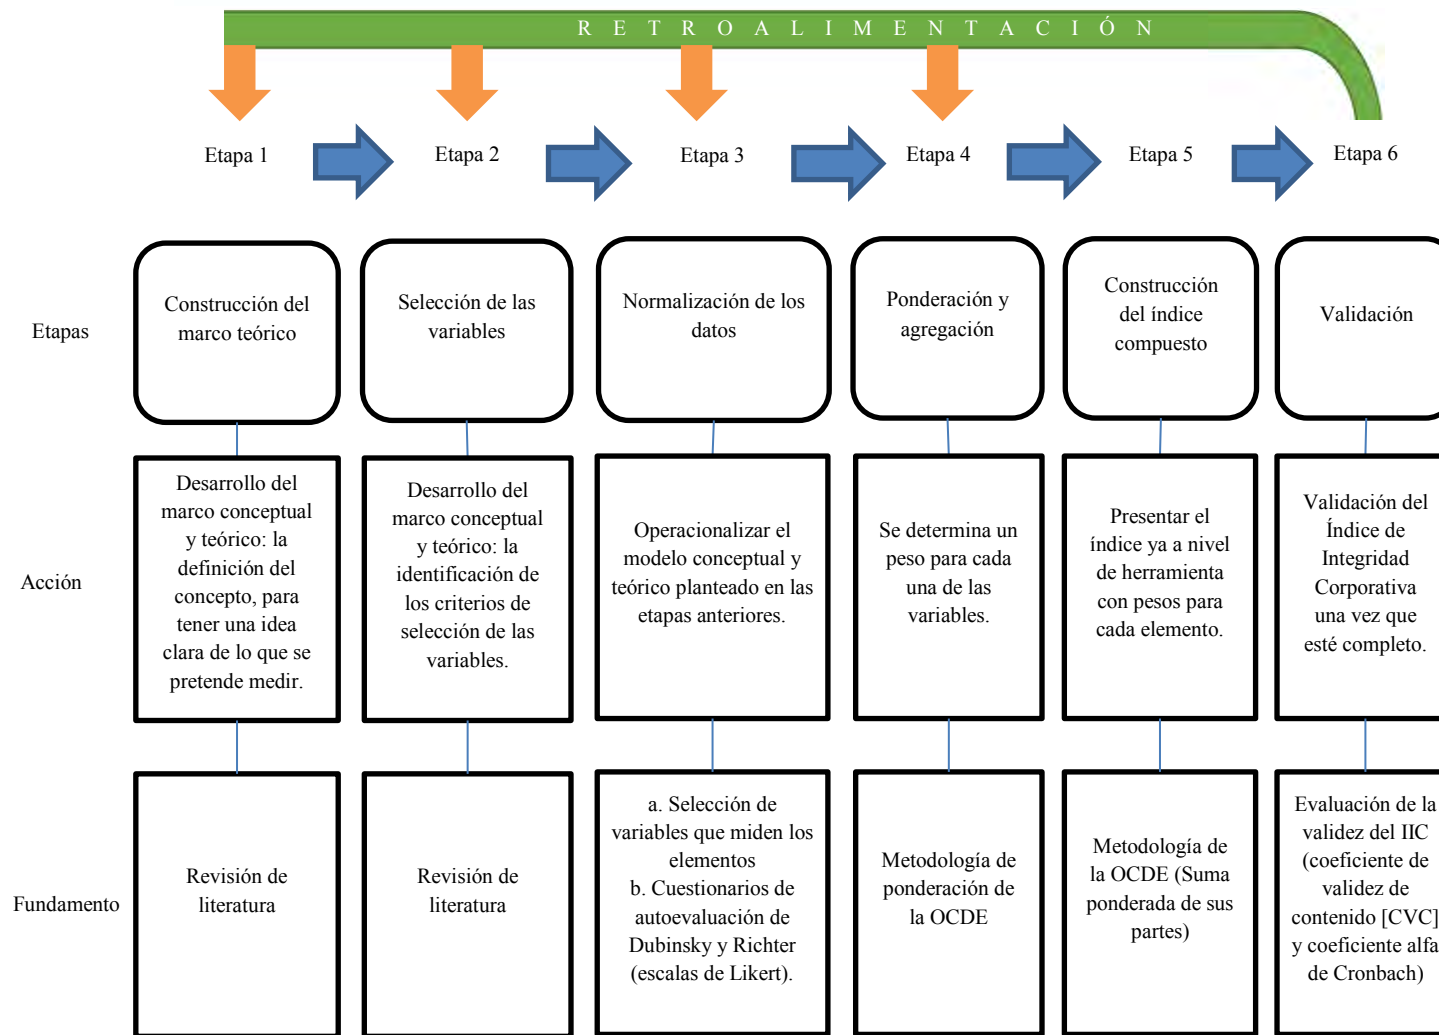 R E T R O A L I M E N T A C I Ó N
Etapa 1
Etapa 2
Etapa 3
Etapa 4
Etapa 5
Etapa 6
Etapas
Construcción del
marco teórico
Selección de las
variables
Normalización de los
datos
Ponderación y
agregación
Construcción
del índice
compuesto
Validación
Acción
Desarrollo del
marco conceptual
y teórico: la
definición del
concepto, para
tener una idea
clara de lo que se
pretende medir.
Desarrollo del
marco conceptual
y teórico: la
identificación de
los criterios de
selección de las
variables.
Operacionalizar el
modelo conceptual y
teórico planteado en las
etapas anteriores.
Se determina un
peso para cada
una de las
variables.
Presentar el
índice ya a nivel
de herramienta
con pesos para
cada elemento.
Validación del
Índice de
Integridad
Corporativa
una vez que
esté completo.
Fundamento
Revisión de
literatura
Revisión de
literatura
a. Selección de
variables que miden los
elementos
b. Cuestionarios de
autoevaluación de
Dubinsky y Richter
(escalas de Likert).
Metodología de
ponderación de
la OCDE
Metodología de
la OCDE (Suma
ponderada de sus
partes)
Evaluación de la
validez del IIC
(coeficiente de
validez de
contenido [CVC]
y coeficiente alfa
de Cronbach)